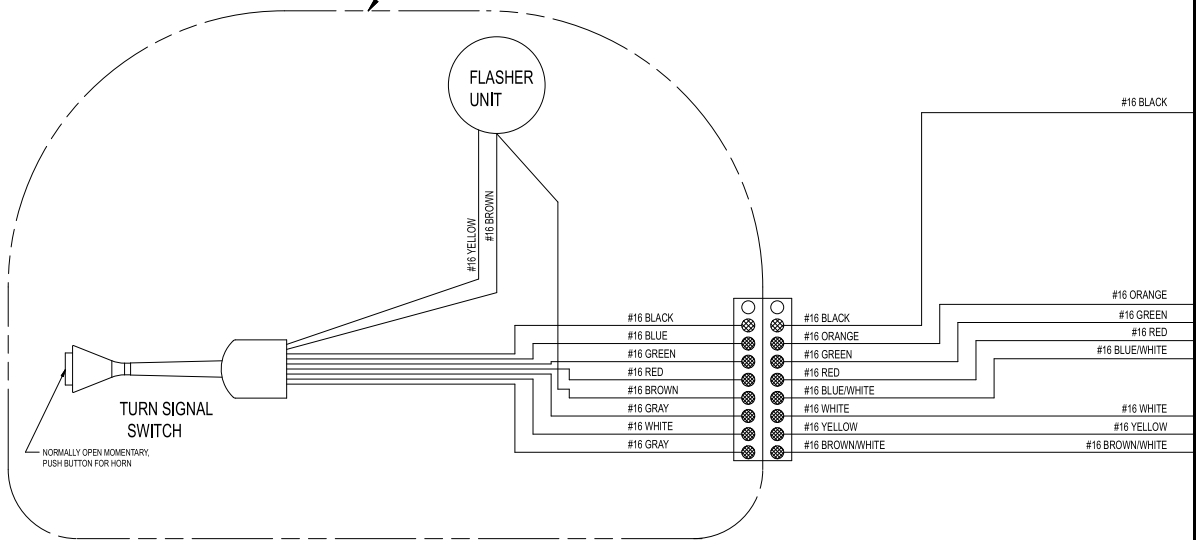 FLASHER
UNIT
#16 BLACK
#16 YELLOW
#16 BROWN
#16 ORANGE
#16 GREEN
#16 RED
#16 BLUE/WHITE
#16 BLACK
#16 BLUE
#16 GREEN
#16 RED
#16 BROWN
#16 GRAY
#16 WHITE
#16 GRAY
#16 BLACK
#16 ORANGE
#16 GREEN
#16 RED
#16 BLUE/WHITE
#16 WHITE
#16 YELLOW
#16 BROWN/WHITE
#16 WHITE
#16 YELLOW
#16 BROWN/WHITE
TURN SIGNAL
SWITCH
NORMALLY OPEN MOMENTARY,
PUSH BUTTON FOR HORN